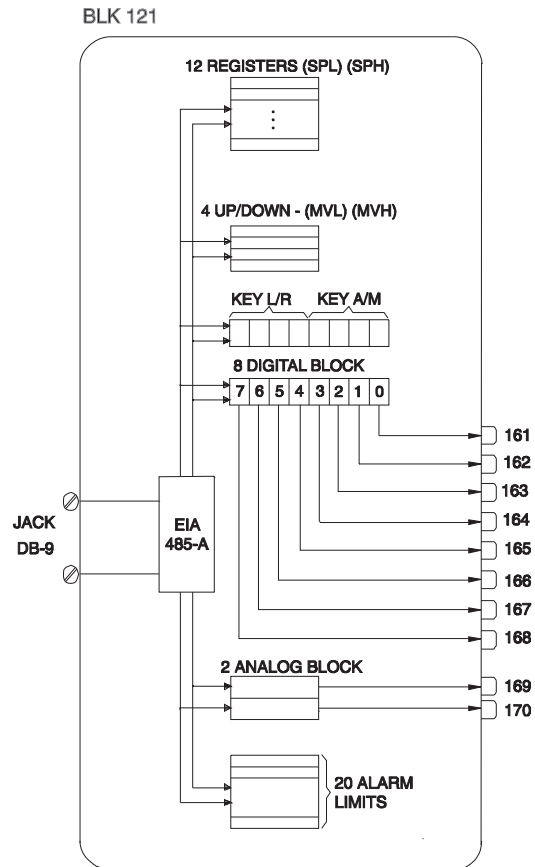 BLK 121
12 REGISTERS (SPL) (SPH)
4 UP/DOWN - (MVL) (MVH)
KEY L/R KEY A/M
8 DIGITAL BLOCK
7 6 5 4 3 2 1 0
161
162
163
164
165
166
167
168
JACK
DB-9
EIA
485-A
2 ANALOG BLOCK
169
170
20 ALARM
LIMITS